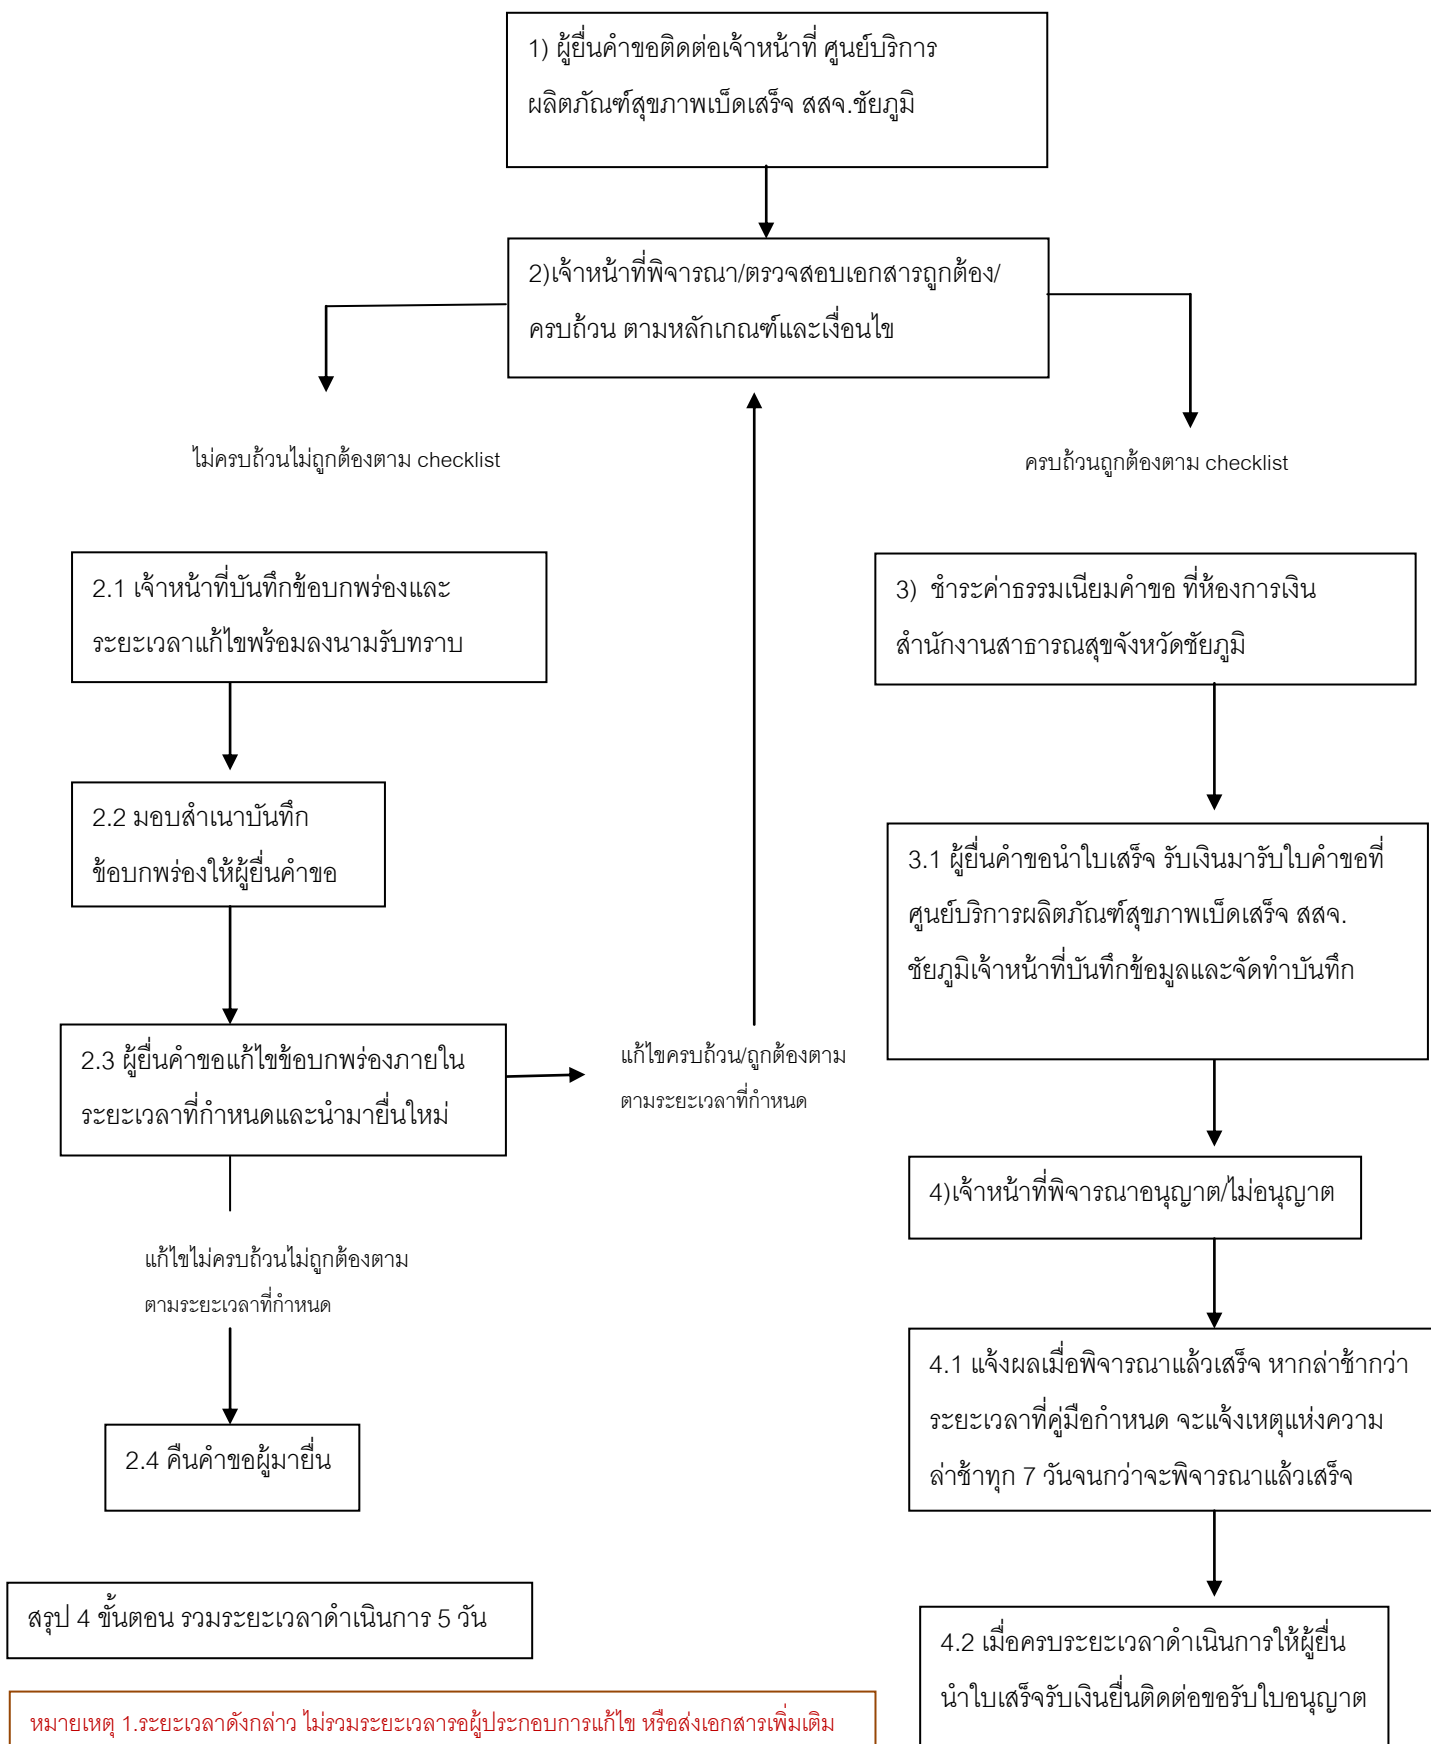 1) ผู้ยื่นคำขอติดต่อเจ้าหน้าที่ ศูนย์บริการ
ผลิตภัณฑ์สุขภาพเบ็ดเสร็จ สสจ.ชัยภูมิ
2)เจ้าหน้าที่พิจารณา/ตรวจสอบเอกสารถูกต้อง/
ครบถ้วน ตามหลักเกณฑ์และเงื่อนไข
ไม่ครบถ้วนไม่ถูกต้องตาม checklist
ครบถ้วนถูกต้องตาม checklist
2.1 เจ้าหน้าที่บันทึกข้อบกพร่องและ
ระยะเวลาแก้ไขพร้อมลงนามรับทราบ
3) ชำระค่าธรรมเนียมคำขอ ที่ห้องการเงิน
สำนักงานสาธารณสุขจังหวัดชัยภูมิ
2.2 มอบสำเนาบันทึก
ข้อบกพร่องให้ผู้ยื่นคำขอ
3.1 ผู้ยื่นคำขอนำใบเสร็จ รับเงินมารับใบคำขอที่
ศูนย์บริการผลิตภัณฑ์สุขภาพเบ็ดเสร็จ สสจ.
ชัยภูมิเจ้าหน้าที่บันทึกข้อมูลและจัดทำบันทึก
2.3 ผู้ยื่นคำขอแก้ไขข้อบกพร่องภายใน
ระยะเวลาที่กำหนดและนำมายื่นใหม่
แก้ไขครบถ้วน/ถูกต้องตาม
ตามระยะเวลาที่กำหนด
4)เจ้าหน้าที่พิจารณาอนุญาต/ไม่อนุญาต
แก้ไขไม่ครบถ้วนไม่ถูกต้องตาม
ตามระยะเวลาที่กำหนด
4.1 แจ้งผลเมื่อพิจารณาแล้วเสร็จ หากล่าช้ากว่า
ระยะเวลาที่คู่มือกำหนด จะแจ้งเหตุแห่งความ
ล่าช้าทุก 7 วันจนกว่าจะพิจารณาแล้วเสร็จ
2.4 คืนคำขอผู้มายื่น
สรุป 4 ขั้นตอน รวมระยะเวลาดำเนินการ 5 วัน
4.2 เมื่อครบระยะเวลาดำเนินการให้ผู้ยื่น
นำใบเสร็จรับเงินยื่นติดต่อขอรับใบอนุญาต
หมายเหตุ 1.ระยะเวลาดังกล่าว ไม่รวมระยะเวลารอผู้ประกอบการแก้ไข หรือส่งเอกสารเพิ่มเติม